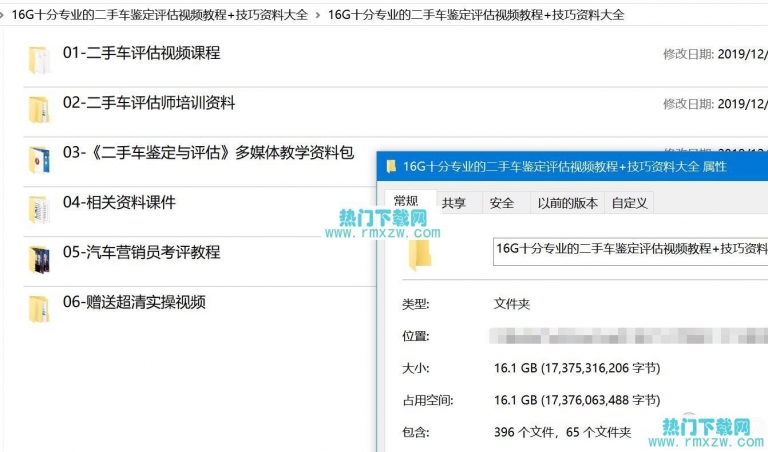 16G十分专业的二手车鉴定评估视频教程+技巧资料大全 › 16G十分专业的二手车鉴定评估视频教程+技巧资料大全
01-二手车评估视频课程
修改日期: 2019/12/
02-二手车评估师培训资料
修改日期: 2019/12/
03-《二手车鉴定与评估》多媒体教学资料包
04-相关资料课件
05-汽车营销员考评教程
06-赠送超清实操视频
16G十分专业的二手车鉴定评估视频教程+技巧资料大全 属性
常规 共享 安全 以前的版本 自定义
热门下载网
www.rmxzw.com
16G十分专业的二手车鉴定评估视频教程+技巧资料
类型: 文件夹
位置:
大小: 16.1 GB (17,375,316,206 字节)
占用空间: 16.1 GB (17,376,063,488 字节)
包含: 396 个文件，65 个文件夹
热门下载网
www.rmxzw.com